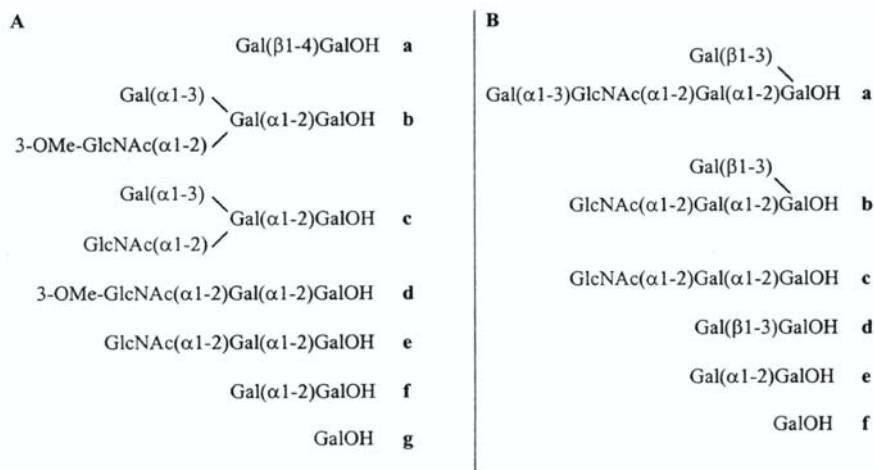 A
Gal(β1-4)GalOH a
Gal(α1-3)
Gal(α1-2)GalOH b
3-OMe-GlcNAc(α1-2)
Gal(α1-3)
Gal(α1-2)GalOH c
GlcNAc(α1-2)
3-OMe-GlcNAc(α1-2)Gal(α1-2)GalOH d
GlcNAc(α1-2)Gal(α1-2)GalOH e
Gal(α1-2)GalOH f
GalOH g
B
Gal(β1-3)
Gal(α1-3)GlcNAc(α1-2)Gal(α1-2)GalOH a
Gal(β1-3)
GlcNAc(α1-2)Gal(α1-2)GalOH b
GlcNAc(α1-2)Gal(α1-2)GalOH c
Gal(β1-3)GalOH d
Gal(α1-2)GalOH e
GalOH f